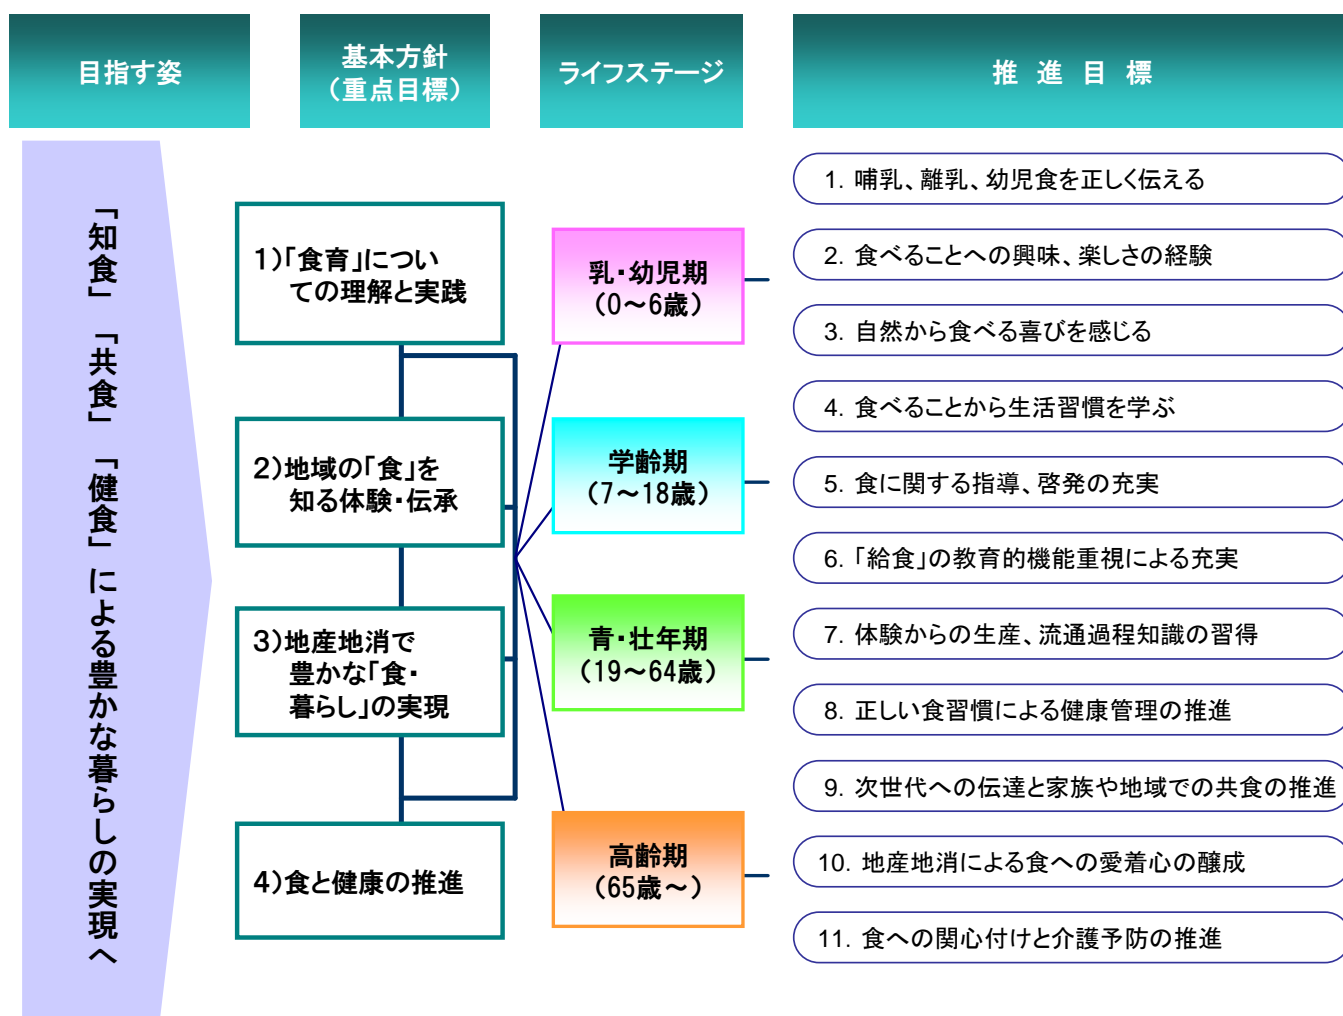 目指す姿
基本方針
（重点目標）
ライフステージ
推 進 目 標
「知食」「共食」「健食」による豊かな暮らしの実現へ
1）「食育」につい
ての理解と実践
2）地域の「食」を
知る体験・伝承
3）地産地消で
豊かな「食・
暮らし」の実現
4）食と健康の推進
乳・幼児期
（0～6歳）
学齢期
（7～18歳）
青・壮年期
（19～64歳）
高齢期
（65歳～）
1. 哺乳、離乳、幼児食を正しく伝える
2. 食べることへの興味、楽しさの経験
3. 自然から食べる喜びを感じる
4. 食べることから生活習慣を学ぶ
5. 食に関する指導、啓発の充実
6. 「給食」の教育的機能重視による充実
7. 体験からの生産、流通過程知識の習得
8. 正しい食習慣による健康管理の推進
9. 次世代への伝達と家族や地域での共食の推進
10. 地産地消による食への愛着心の醸成
11. 食への関心付けと介護予防の推進